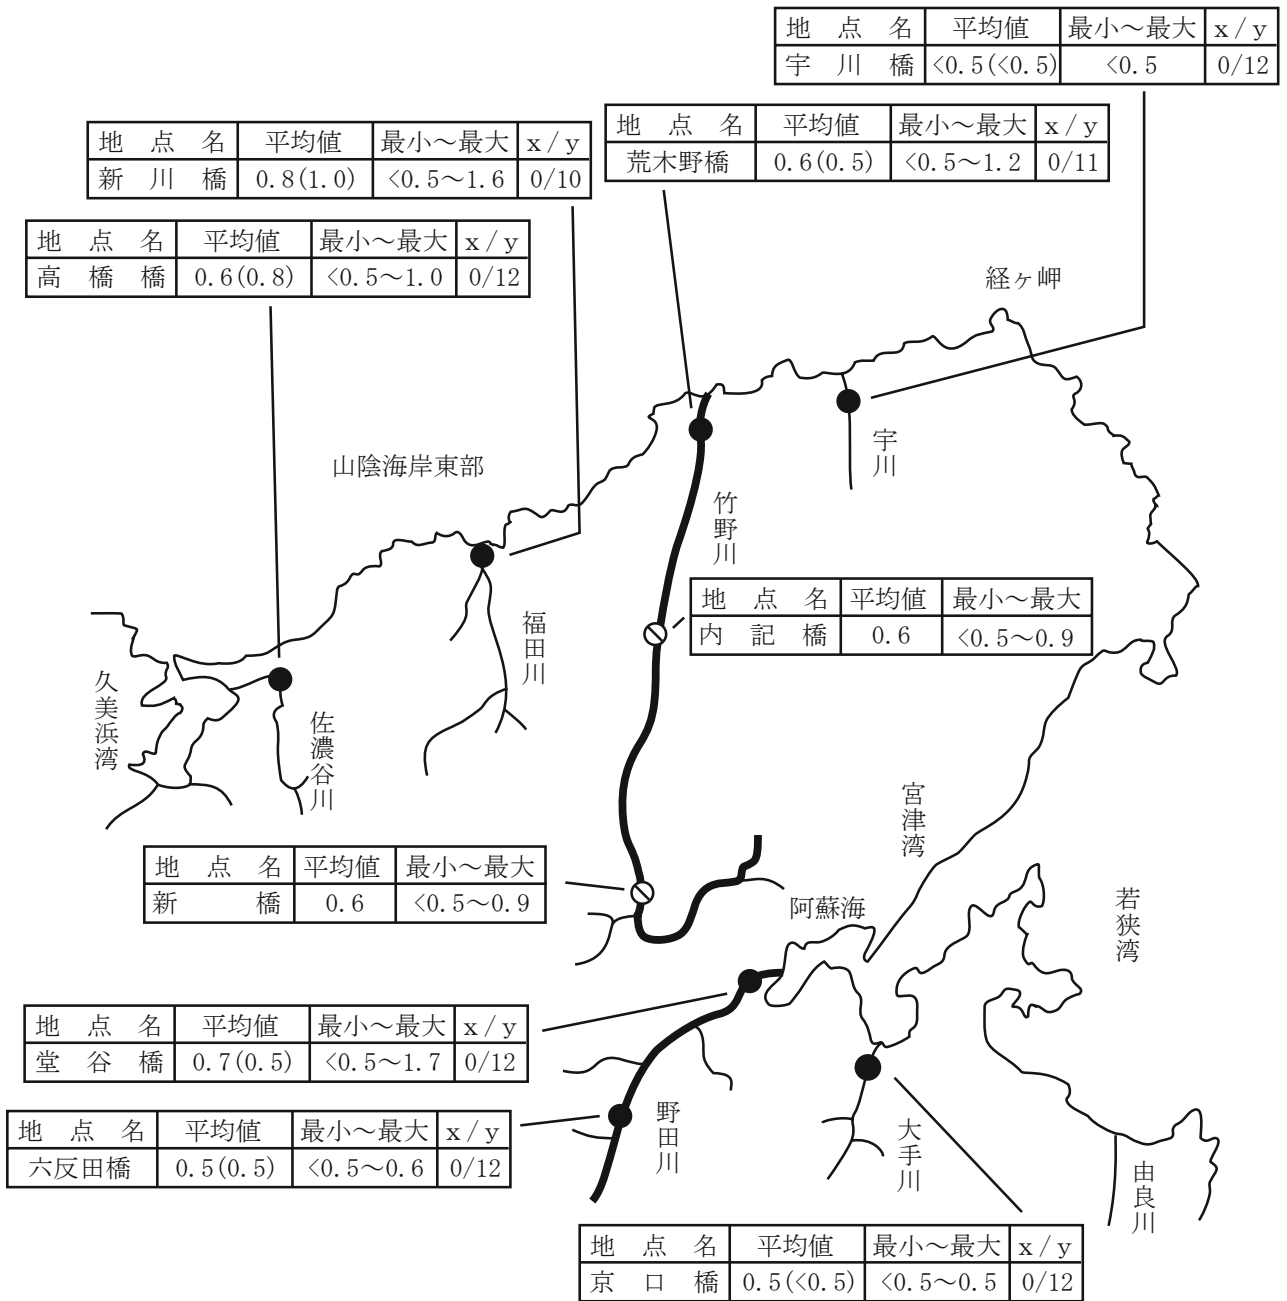 地点名 平均値 最小～最大 x/y
宇川橋 <0.5(<0.5) <0.5 0/12
地点名 平均値 最小～最大 x/y
荒木野橋 0.6(0.5) <0.5～1.2 0/11
地点名 平均値 最小～最大 x/y
新川橋 0.8(1.0) <0.5～1.6 0/10
地点名 平均値 最小～最大 x/y
高橋橋 0.6(0.8) <0.5～1.0 0/12
経ヶ岬
宇川
山陰海岸東部
竹野川
地点名 平均値 最小～最大
内記橋 0.6 <0.5～0.9
福田川
久美浜湾
佐濃谷川
宮津湾
地点名 平均値 最小～最大
新橋 0.6 <0.5～0.9
阿蘇海
若狭湾
地点名 平均値 最小～最大 x/y
堂谷橋 0.7(0.5) <0.5～1.7 0/12
地点名 平均値 最小～最大 x/y
六反田橋 0.5(0.5) <0.5～0.6 0/12
野田川
大手川
由良川
地点名 平均値 最小～最大 x/y
京口橋 0.5(<0.5) <0.5～0.5 0/12